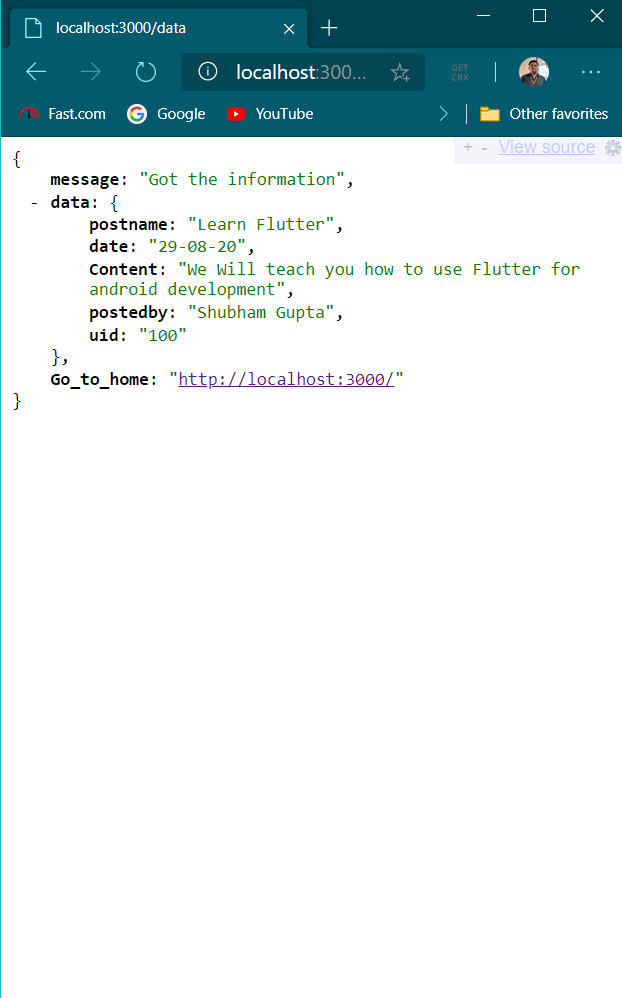 localhost:3000/data
localhost:300...
GET
CRX
Fast.com Google YouTube Other favorites
+ - View source
{
message: "Got the information",
- data: {
postname: "Learn Flutter",
date: "29-08-20",
Content: "We Will teach you how to use Flutter for
android development",
postedby: "Shubham Gupta",
uid: "100"
},
Go_to_home: "http://localhost:3000/"
}